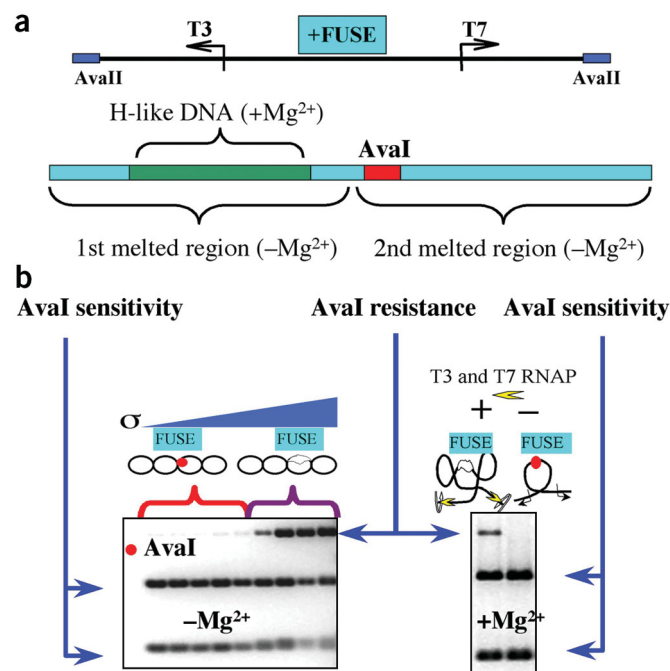 a
T3
+FUSE
T7
AvaII
AvaII
H-like DNA (+Mg²⁺)
AvaI
1st melted region (–Mg²⁺)
2nd melted region (–Mg²⁺)
b
AvaI sensitivity
AvaI resistance
AvaI sensitivity
T3 and T7 RNAP
+ –
σ
FUSE
FUSE
FUSE
FUSE
AvaI
–Mg²⁺
+Mg²⁺